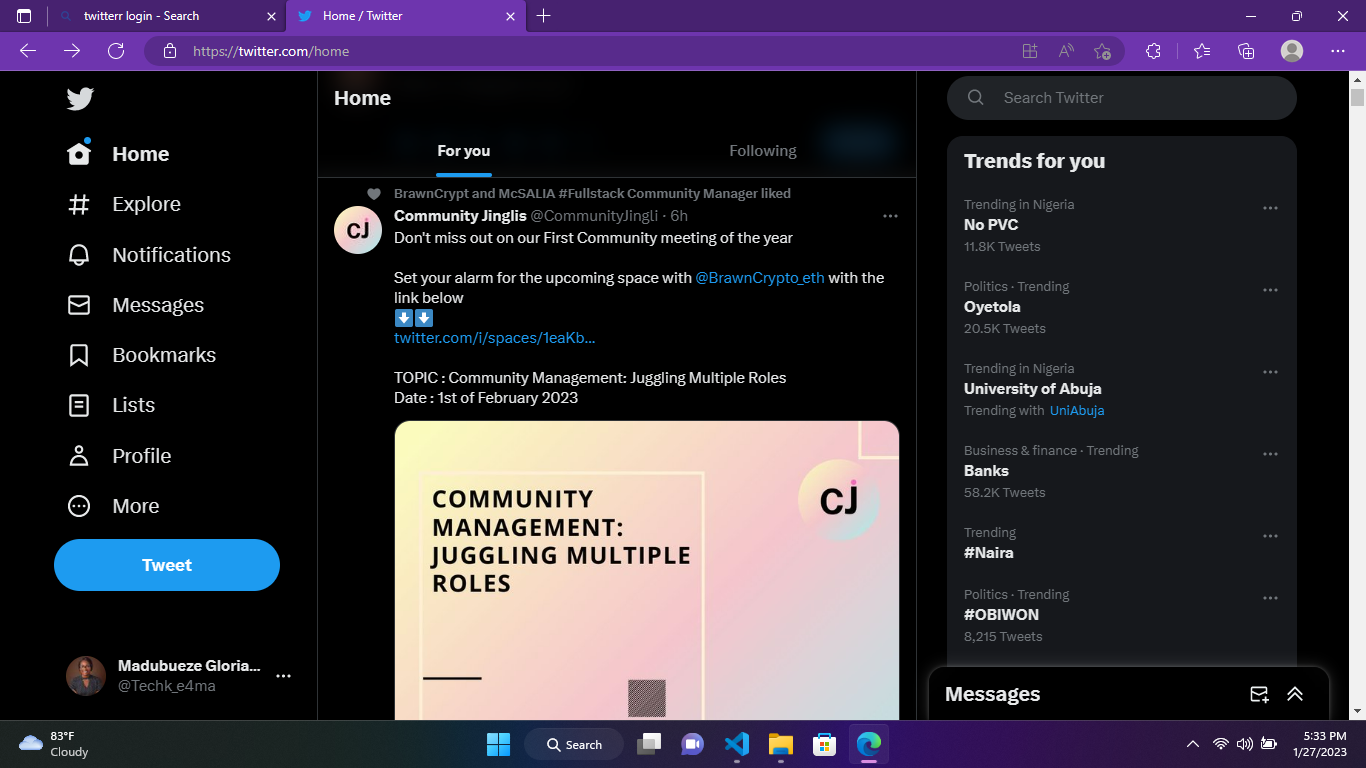 twitterr login - Search
Home / Twitter
https://twitter.com/home
Home
Explore
Notifications
Messages
Bookmarks
Lists
Profile
More
Tweet
Madubueze Gloria...
@Techk_e4ma
Home
For you
Following
BrawnCrypt and McSALIA #Fullstack Community Manager liked
Community Jinglis @CommunityJingli · 6h
Don't miss out on our First Community meeting of the year
Set your alarm for the upcoming space with @BrawnCrypto_eth with the
link below
⬇️⬇️
twitter.com/i/spaces/1eaKb...
TOPIC : Community Management: Juggling Multiple Roles
Date : 1st of February 2023
CJ
COMMUNITY
MANAGEMENT:
JUGGLING MULTIPLE
ROLES
CJ
Search Twitter
Trends for you
Trending in Nigeria
No PVC
11.8K Tweets
Politics · Trending
Oyetola
20.5K Tweets
Trending in Nigeria
University of Abuja
Trending with UniAbuja
Business & finance · Trending
Banks
58.2K Tweets
Trending
#Naira
Politics · Trending
#OBIWON
8,215 Tweets
Messages
83°F
Cloudy
Search
5:33 PM
1/27/2023